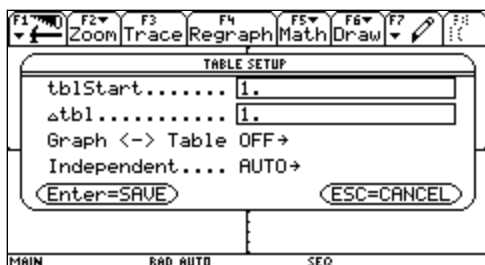 F1 F2 Zoom F3 Trace F4 Regraph F5 Math F6 Draw F7
TABLE SETUP
tblStart....... 1.
△tbl........... 1.
Graph <-> Table OFF→
Independent.... AUTO→
Enter=SAVE ESC=CANCEL
MAIN RAD AUTO SEQ